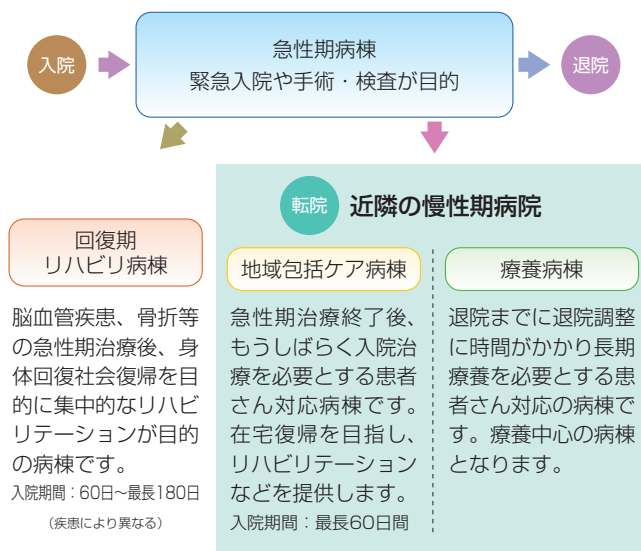 入院
急性期病棟
緊急入院や手術・検査が目的
退院
転院
近隣の慢性期病院
回復期
リハビリ病棟
脳血管疾患、骨折等
の急性期治療後、身
体回復社会復帰を目
的に集中的なリハビ
リテーションが目的
の病棟です。
入院期間：60日〜最長180日
（疾患により異なる）
地域包括ケア病棟
急性期治療終了後、
もうしばらく入院治
療を必要とする患者
さん対応病棟です。
在宅復帰を目指し、
リハビリテーション
などを提供します。
入院期間：最長60日間
療養病棟
退院までに退院調整
に時間がかかり長期
療養を必要とする患
者さん対応の病棟で
す。療養中心の病棟
となります。